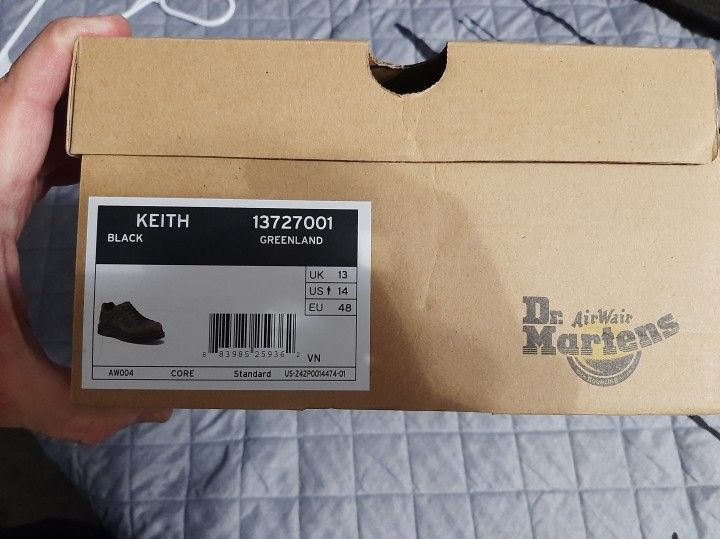 KEITH 13727001
BLACK GREENLAND
UK 13
US 14
EU 48
8 83985 25936 2
VN
AW004 CORE Standard US-242P0014474-01
Dr. AirWair
Martens